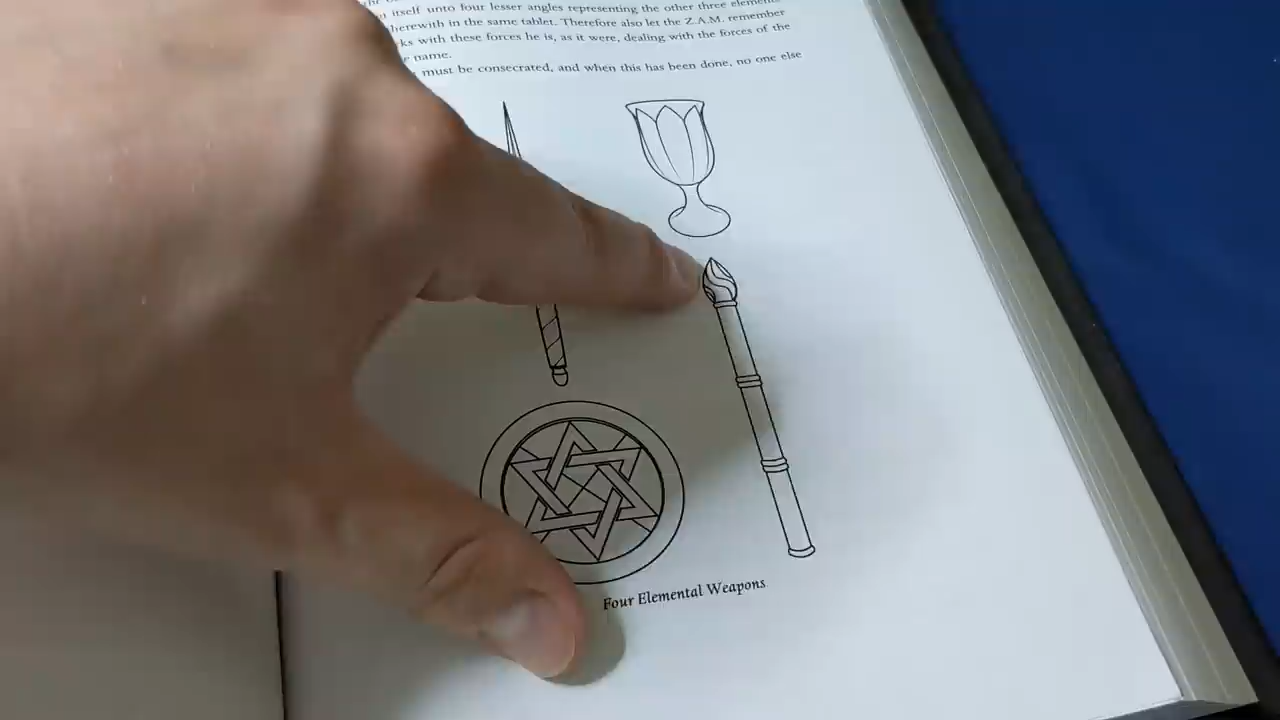 itself unto four lesser angles representing the other three elements
herewith in the same tablet. Therefore also let the Z.A.M. remember
ks with these forces he is, as it were, dealing with the forces of the
name.
must be consecrated, and when this has been done, no one else
Four Elemental Weapons